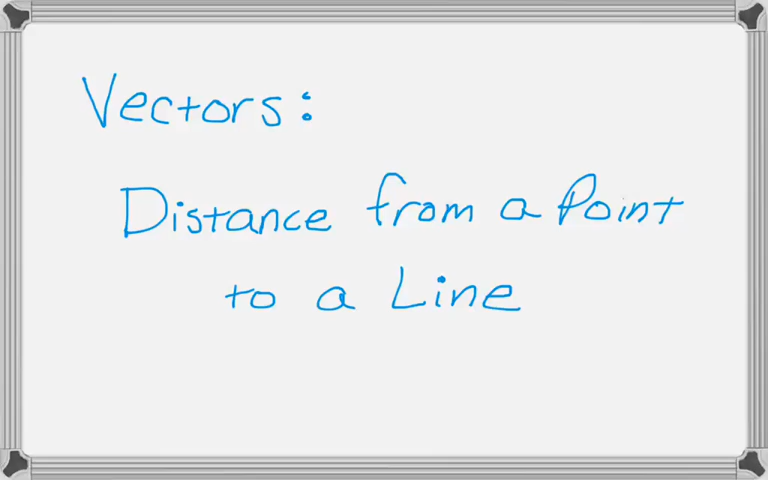 Vectors:
Distance from a Point
to a Line